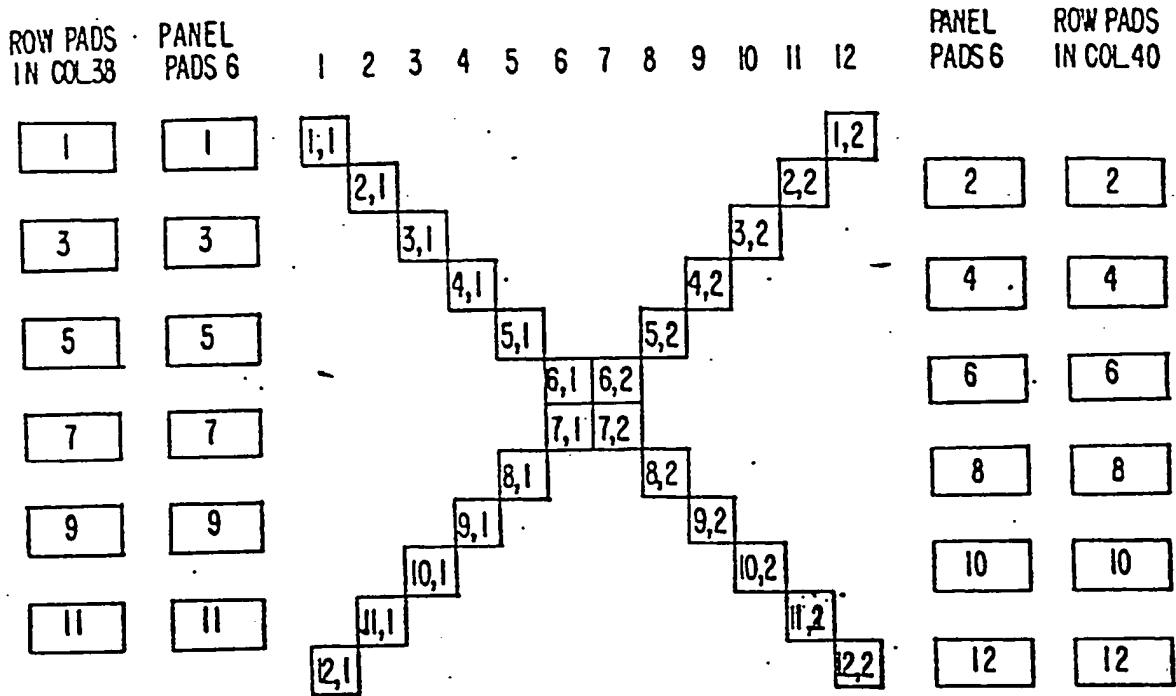 ROW PADS PANEL PANEL ROW PADS
IN COL.38 PADS 6 1 2 3 4 5 6 7 8 9 10 11 12 PADS 6 IN COL.40
1 1 1,1 1,2
2,1 2,2 2 2
3 3 3,1 3,2
4,1 4,2 4 4
5 5 5,1 5,2
6,1 6,2 6 6
7 7 7,1 7,2
8,1 8,2 8 8
9 9 9,1 9,2
10,1 10,2 10 10
11 11 11,1 11,2
12,1 12,2 12 12